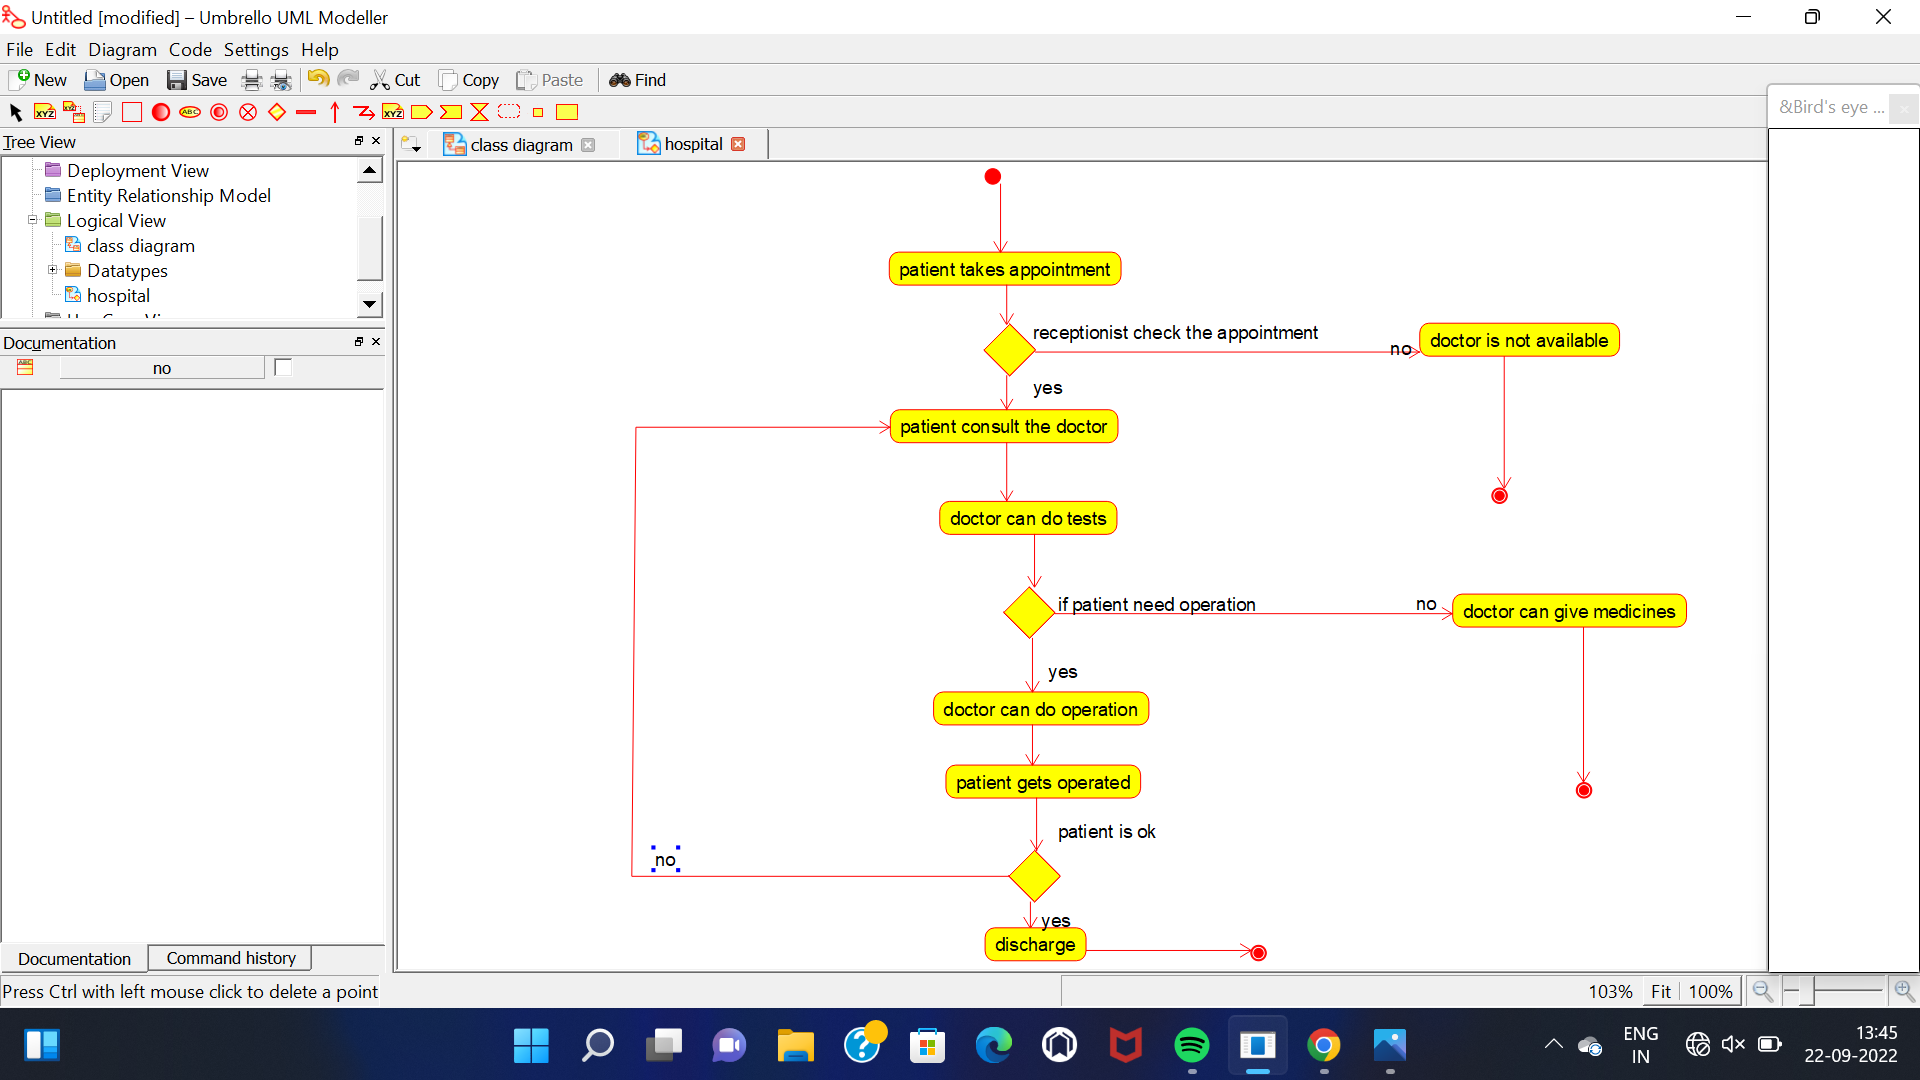 Untitled [modified] – Umbrello UML Modeller
File Edit Diagram Code Settings Help
New Open Save Cut Copy Paste Find
XYZ XYZ ABC XYZ
&Bird's eye ...
Tree View
class diagram hospital
Deployment View
Entity Relationship Model
Logical View
class diagram
Datatypes
hospital
Documentation
ABC no
patient takes appointment
receptionist check the appointment
no
doctor is not available
yes
patient consult the doctor
doctor can do tests
if patient need operation
no
doctor can give medicines
yes
doctor can do operation
patient gets operated
patient is ok
no
yes
discharge
Documentation Command history
Press Ctrl with left mouse click to delete a point
103% Fit 100%
ENG
IN
13:45
22-09-2022